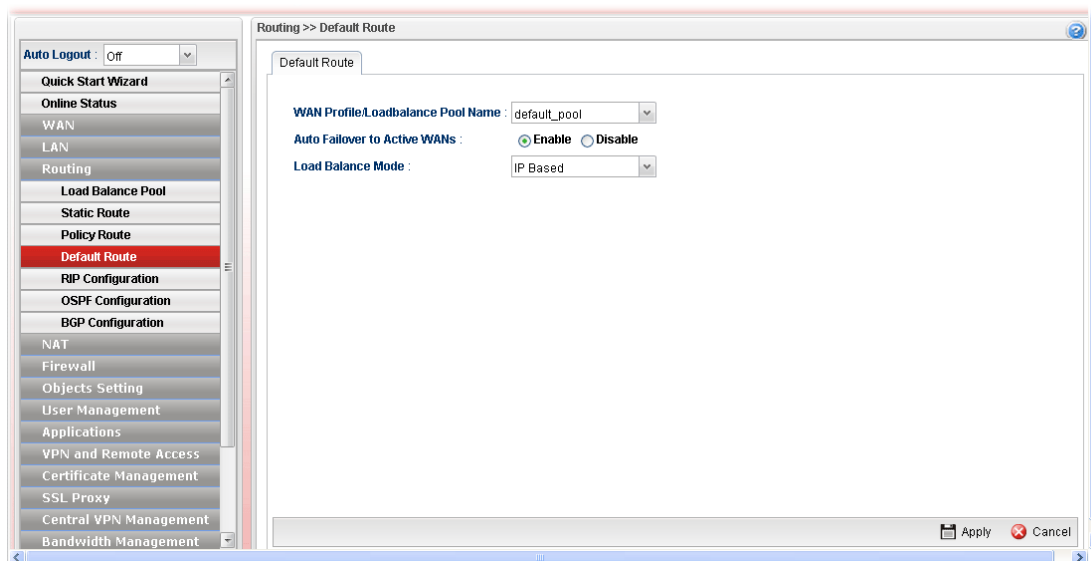 Routing >> Default Route
Auto Logout : Off
Quick Start Wizard
Online Status
WAN
LAN
Routing
Load Balance Pool
Static Route
Policy Route
Default Route
RIP Configuration
OSPF Configuration
BGP Configuration
NAT
Firewall
Objects Setting
User Management
Applications
VPN and Remote Access
Certificate Management
SSL Proxy
Central VPN Management
Bandwidth Management
Default Route
WAN Profile/Loadbalance Pool Name : default_pool
Auto Failover to Active WANs : Enable Disable
Load Balance Mode : IP Based
Apply Cancel